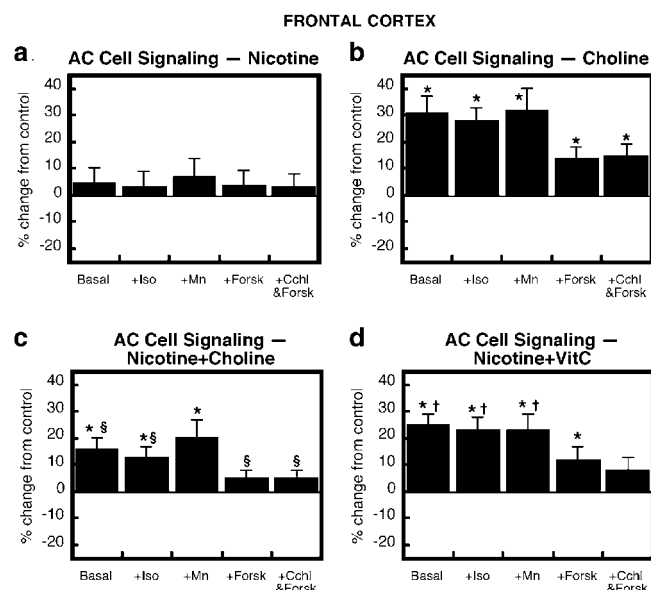 FRONTAL CORTEX
a
AC Cell Signaling — Nicotine
% change from control
40
30
20
10
0
-10
-20
Basal +Iso +Mn +Forsk +Cchl
&Forsk
b
AC Cell Signaling — Choline
% change from control
40
30
20
10
0
-10
-20
* * * * *
Basal +Iso +Mn +Forsk +Cchl
&Forsk
c
AC Cell Signaling —
Nicotine+Choline
% change from control
40
30
20
10
0
-10
-20
* § *§ * § §
Basal +Iso +Mn +Forsk +Cchl
&Forsk
d
AC Cell Signaling —
Nicotine+VitC
% change from control
40
30
20
10
0
-10
-20
*† *† *† *
Basal +Iso +Mn +Forsk +Cchl
&Forsk